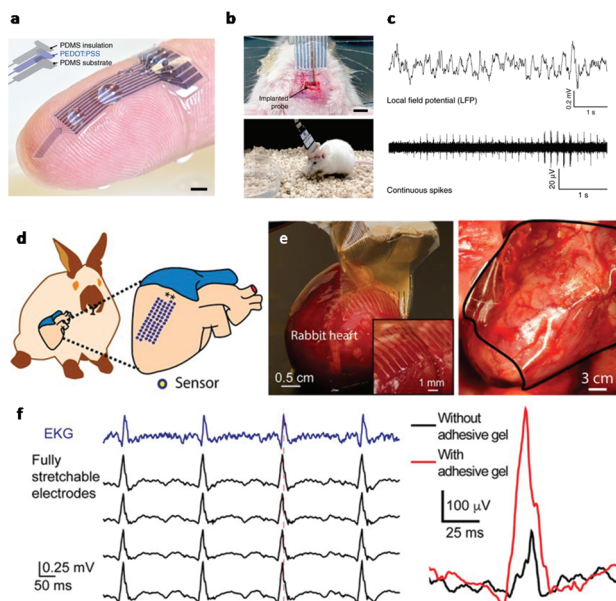 a
PDMS insulation
PEDOT:PSS
PDMS substrate
b
Implanted
probe
c
Local field potential (LFP)
0.2 mV
1 s
Continuous spikes
20 µV
1 s
d
Sensor
e
Rabbit heart
0.5 cm
1 mm
3 cm
f
EKG
Fully
stretchable
electrodes
0.25 mV
50 ms
Without
adhesive gel
With
adhesive gel
100 µV
25 ms